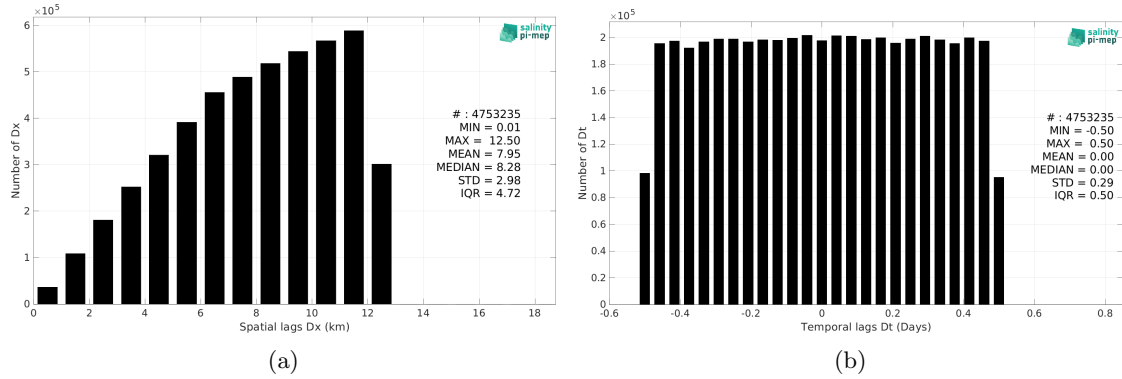 ×10⁵
6
5
4
3
2
1
0
0 2 4 6 8 10 12 14 16 18
Number of Dx
Spatial lags Dx (km)
salinity
pi-mep
# : 4753235
MIN = 0.01
MAX = 12.50
MEAN = 7.95
MEDIAN = 8.28
STD = 2.98
IQR = 4.72
(a)
×10⁵
2
1.8
1.6
1.4
1.2
1
0.8
0.6
0.4
0.2
0
-0.6 -0.4 -0.2 0 0.2 0.4 0.6 0.8
Number of Dt
Temporal lags Dt (Days)
salinity
pi-mep
# : 4753235
MIN = -0.50
MAX = 0.50
MEAN = 0.00
MEDIAN = 0.00
STD = 0.29
IQR = 0.50
(b)